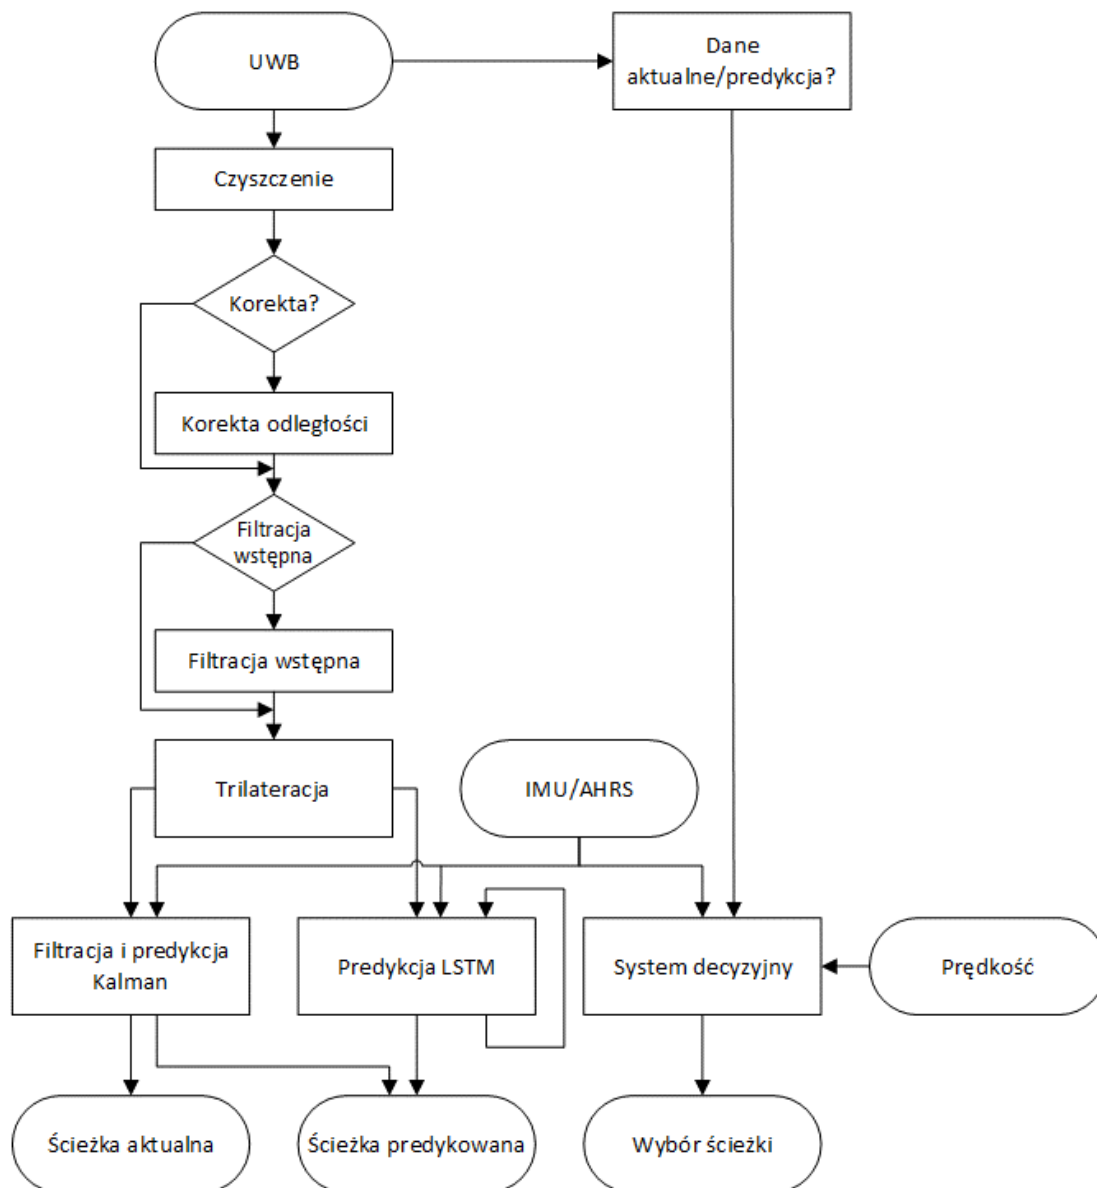 UWB
Dane
aktualne/predykcja?
Czyszczenie
Korekta?
Korekta odległości
Filtracja
wstępna
Filtracja wstępna
Trilateracja
IMU/AHRS
Filtracja i predykcja
Kalman
Predykcja LSTM
System decyzyjny
Prędkość
Ścieżka aktualna
Ścieżka predykowana
Wybór ścieżki